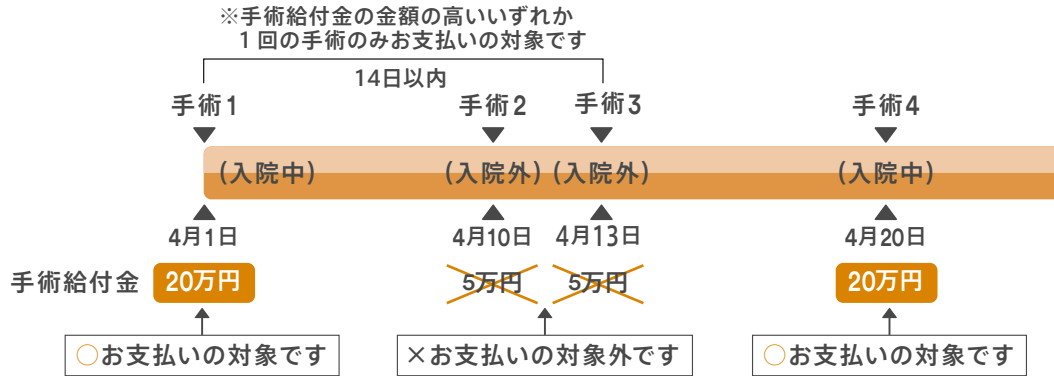 ※手術給付金の金額の高いいずれか
1回の手術のみお支払いの対象です
14日以内
手術1 手術2 手術3 手術4
(入院中) (入院外) (入院外) (入院中)
4月1日 4月10日 4月13日 4月20日
手術給付金 20万円 5万円 5万円 20万円
○お支払いの対象です ×お支払いの対象外です ○お支払いの対象です